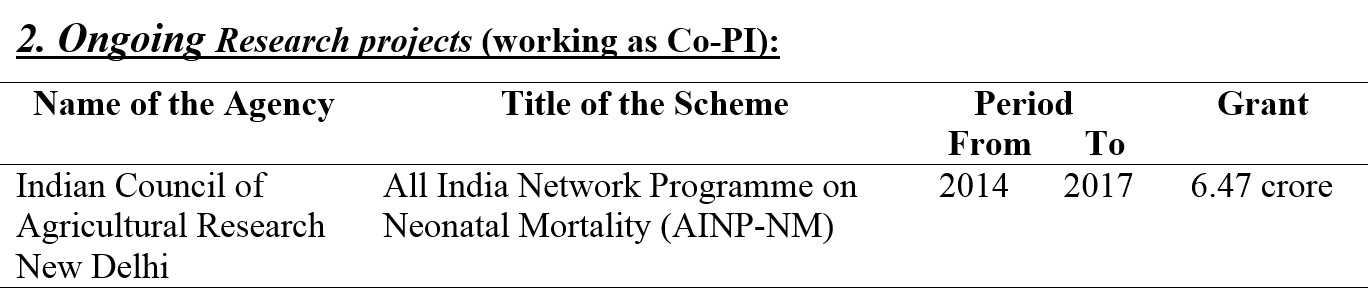 2. Ongoing Research projects (working as Co-PI):
Name of the Agency Title of the Scheme Period Grant
From To
Indian Council of All India Network Programme on 2014 2017 6.47 crore
Agricultural Research Neonatal Mortality (AINP-NM)
New Delhi